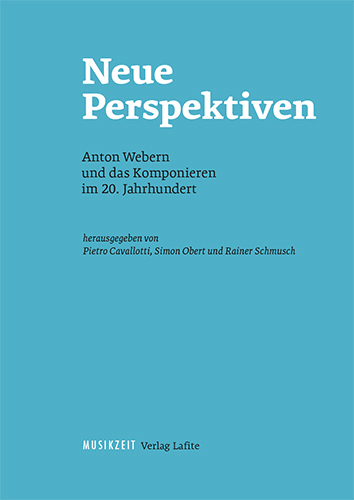 Neue
Perspektiven
Anton Webern
und das Komponieren
im 20. Jahrhundert
herausgegeben von
Pietro Cavallotti, Simon Obert und Rainer Schmusch
MUSIKZEIT Verlag Lafite